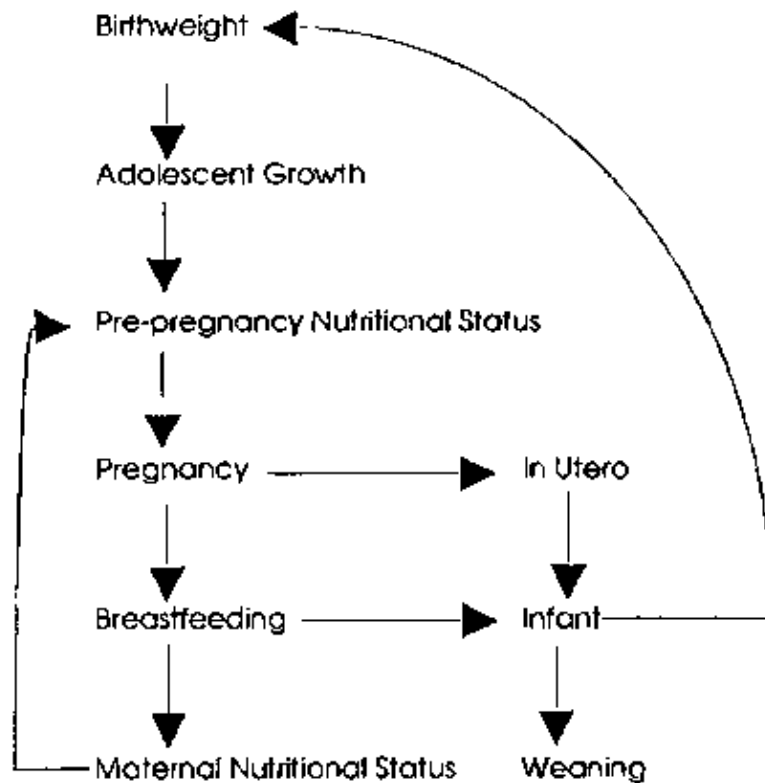 Birthweight
Adolescent Growth
Pre-pregnancy Nutritional Status
Pregnancy
In Utero
Breastfeeding
Infant
Maternal Nutritional Status
Weaning